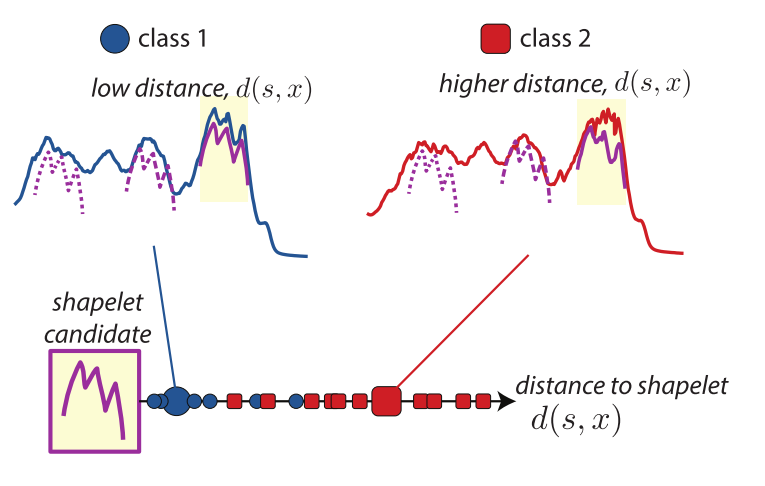 class 1
class 2
low distance, d(s, x)
higher distance, d(s, x)
shapelet
candidate
distance to shapelet
d(s, x)